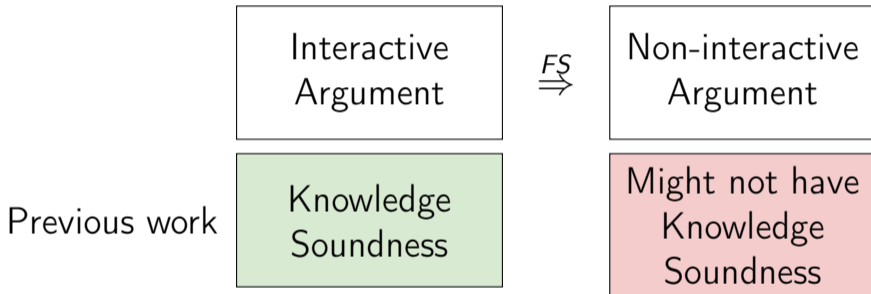 Interactive
Argument
FS
⇒
Non-interactive
Argument
Previous work
Knowledge
Soundness
Might not have
Knowledge
Soundness